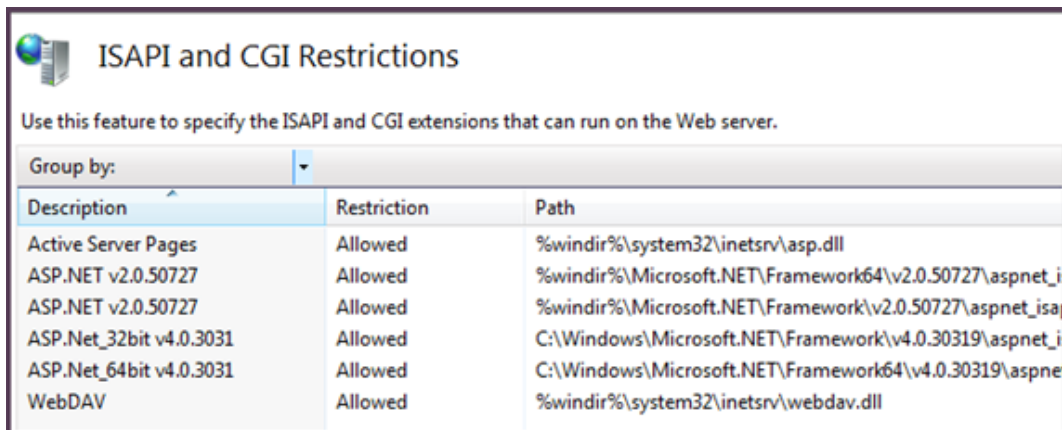 ISAPI and CGI Restrictions
Use this feature to specify the ISAPI and CGI extensions that can run on the Web server.
Group by:
Description Restriction Path
Active Server Pages Allowed %windir%\system32\inetsrv\asp.dll
ASP.NET v2.0.50727 Allowed %windir%\Microsoft.NET\Framework64\v2.0.50727\aspnet_i
ASP.NET v2.0.50727 Allowed %windir%\Microsoft.NET\Framework\v2.0.50727\aspnet_isa
ASP.Net_32bit v4.0.3031 Allowed C:\Windows\Microsoft.NET\Framework\v4.0.30319\aspnet_i
ASP.Net_64bit v4.0.3031 Allowed C:\Windows\Microsoft.NET\Framework64\v4.0.30319\aspne
WebDAV Allowed %windir%\system32\inetsrv\webdav.dll